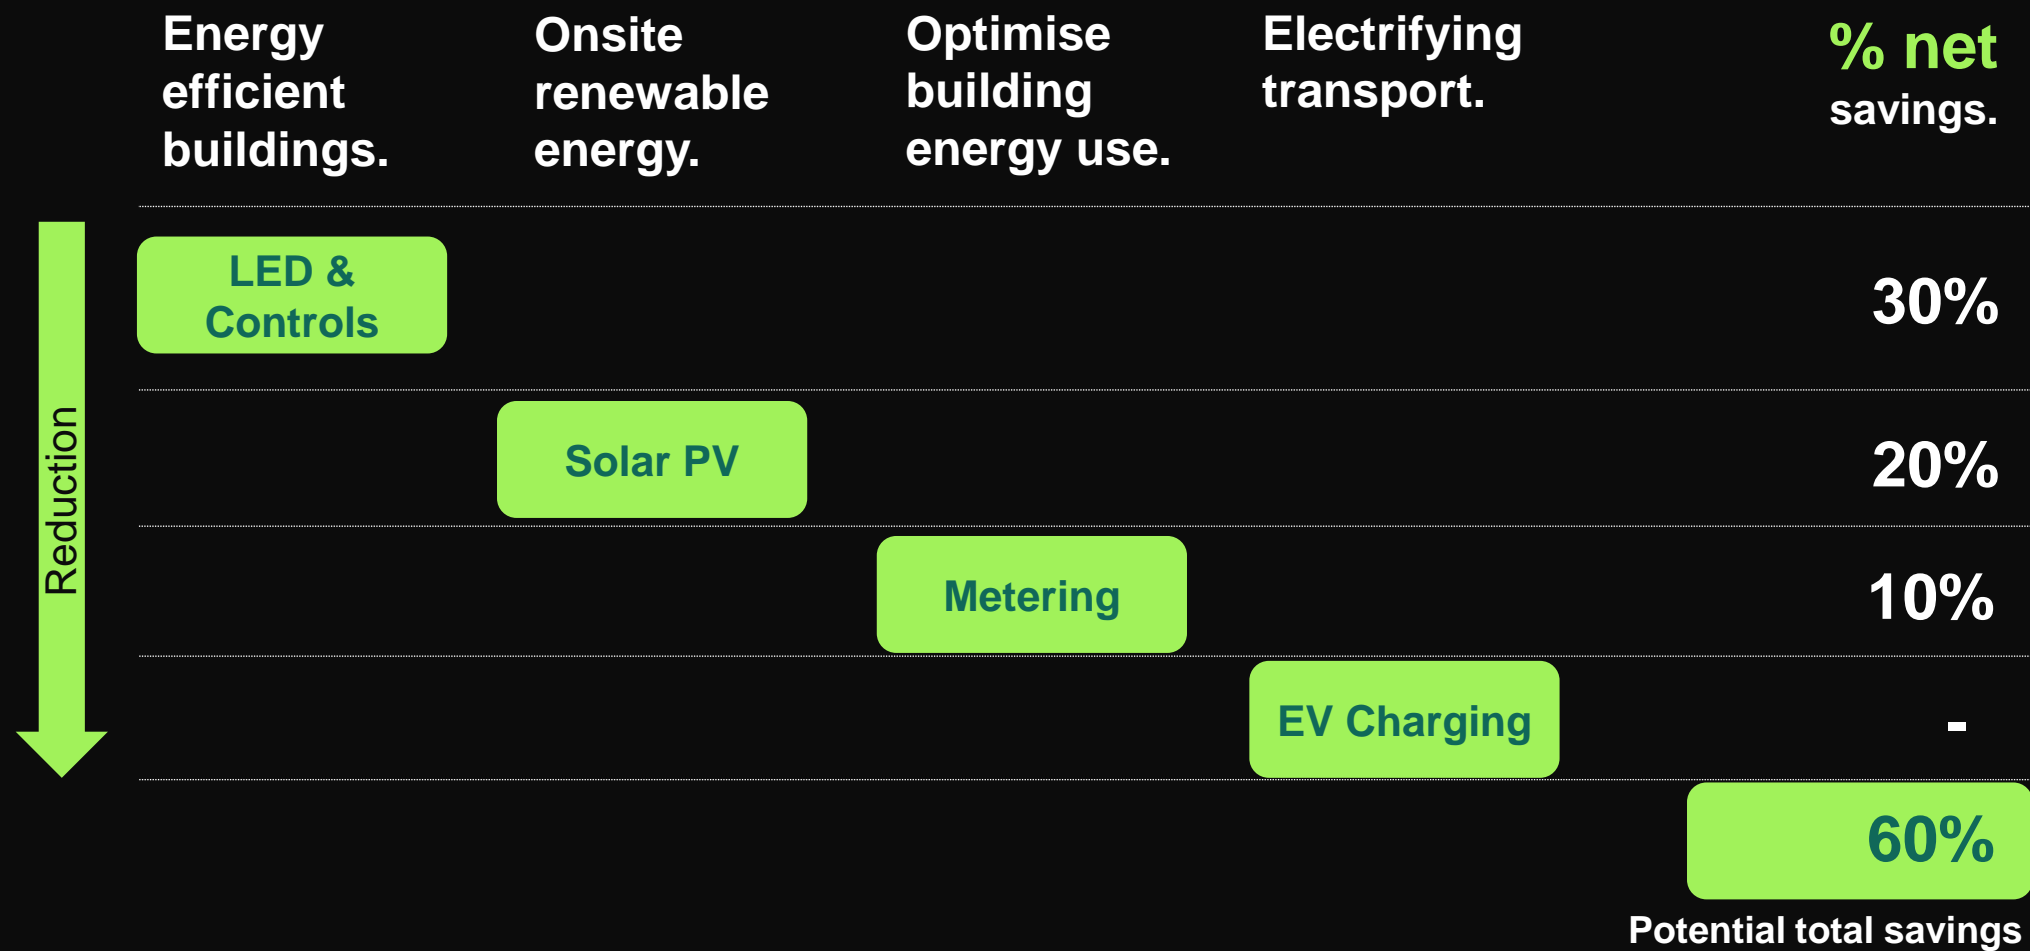 Energy
efficient
buildings.
Onsite
renewable
energy.
Optimise
building
energy use.
Electrifying
transport.
% net
savings.
Reduction
LED &
Controls
30%
Solar PV
20%
Metering
10%
EV Charging
-
60%
Potential total savings